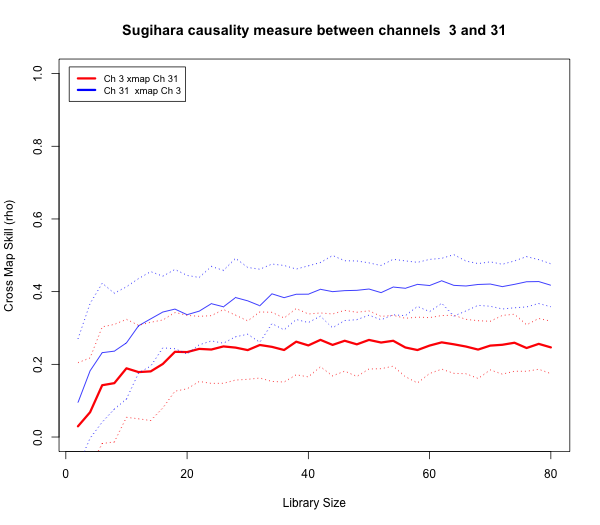 Sugihara causality measure between channels  3 and 31
Ch 3 xmap Ch 31
Ch 31  xmap Ch 3
Cross Map Skill (rho)
1.0
0.8
0.6
0.4
0.2
0.0
0 20 40 60 80
Library Size